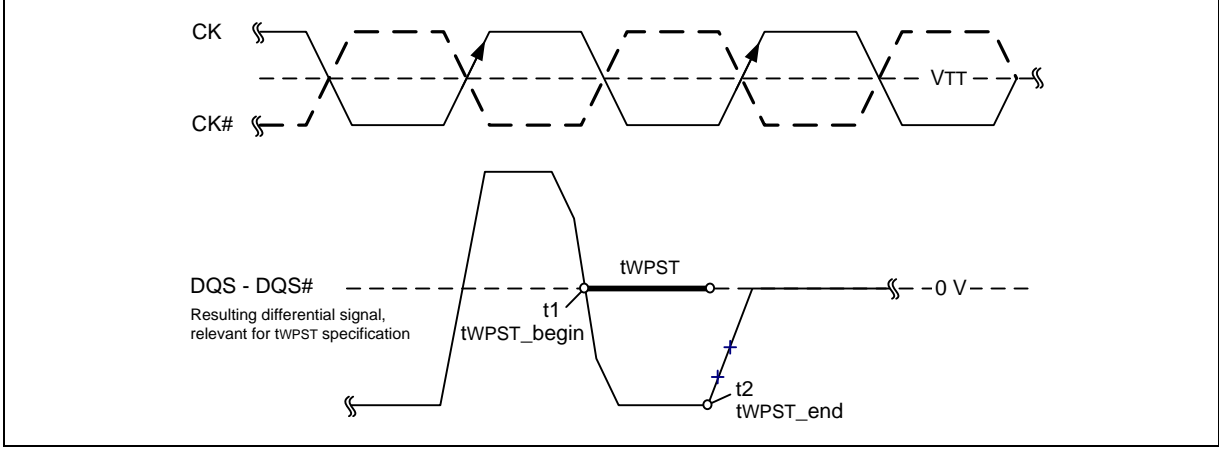 CK
VTT
CK#
tWPST
DQS - DQS#
0 V
Resulting differential signal,
relevant for tWPST specification
t1
tWPST_begin
t2
tWPST_end